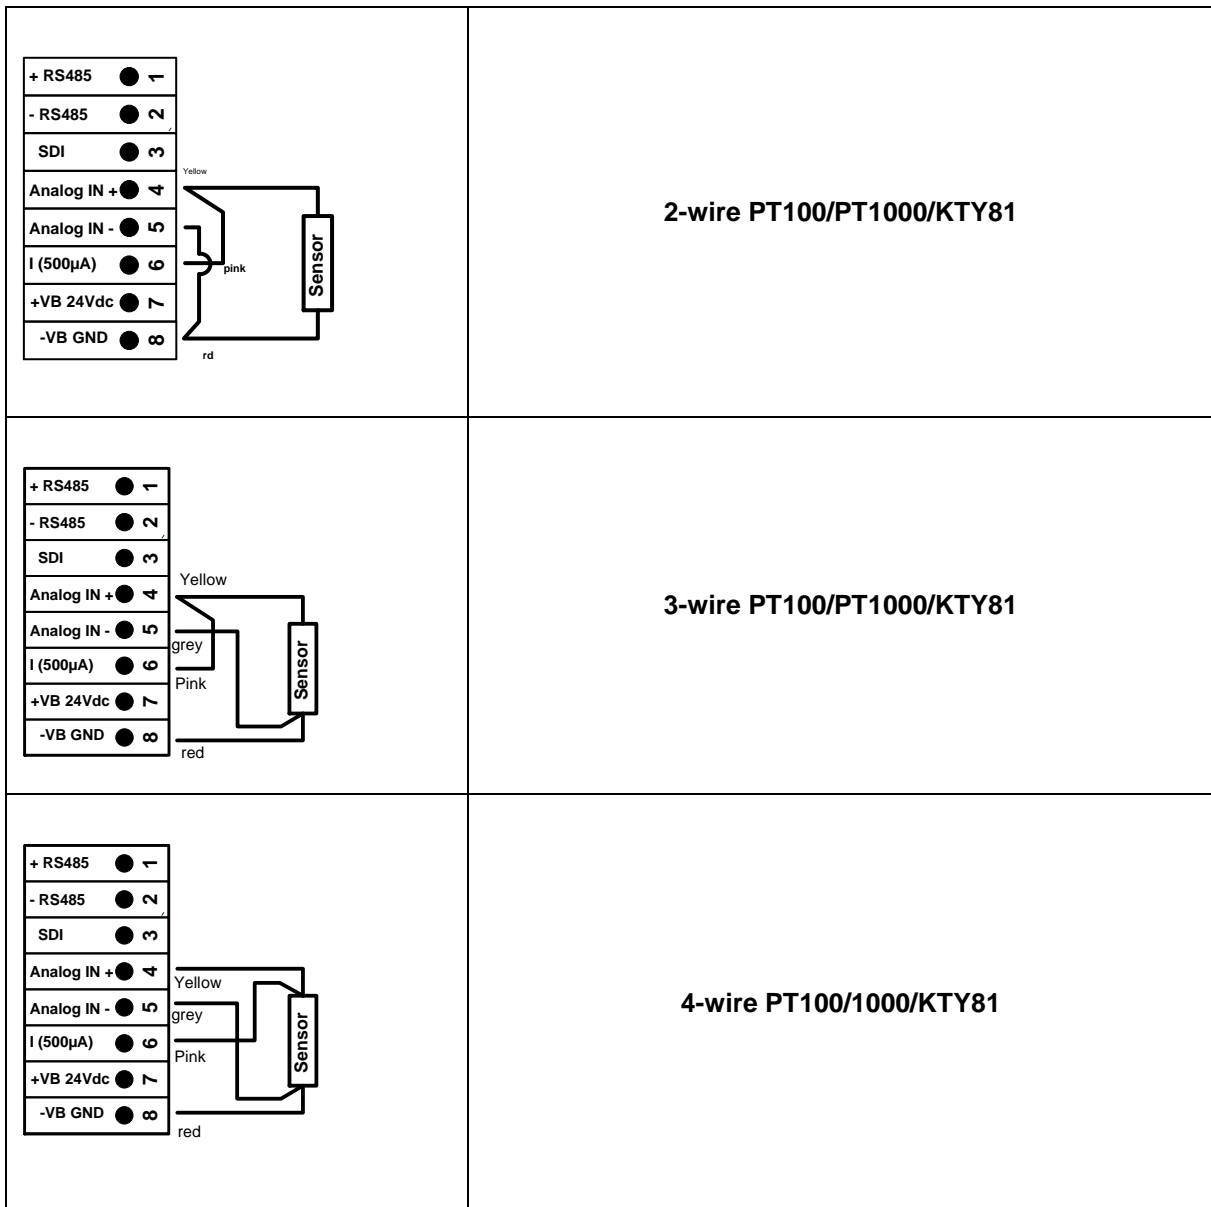 + RS485 1
- RS485 2
SDI 3
Analog IN + 4
Analog IN - 5
I (500µA) 6
+VB 24Vdc 7
-VB GND 8
Yellow
pink
rd
Sensor
2-wire PT100/PT1000/KTY81
+ RS485 1
- RS485 2
SDI 3
Analog IN + 4
Analog IN - 5
I (500µA) 6
+VB 24Vdc 7
-VB GND 8
Yellow
grey
Pink
red
Sensor
3-wire PT100/PT1000/KTY81
+ RS485 1
- RS485 2
SDI 3
Analog IN + 4
Analog IN - 5
I (500µA) 6
+VB 24Vdc 7
-VB GND 8
Yellow
grey
Pink
red
Sensor
4-wire PT100/1000/KTY81